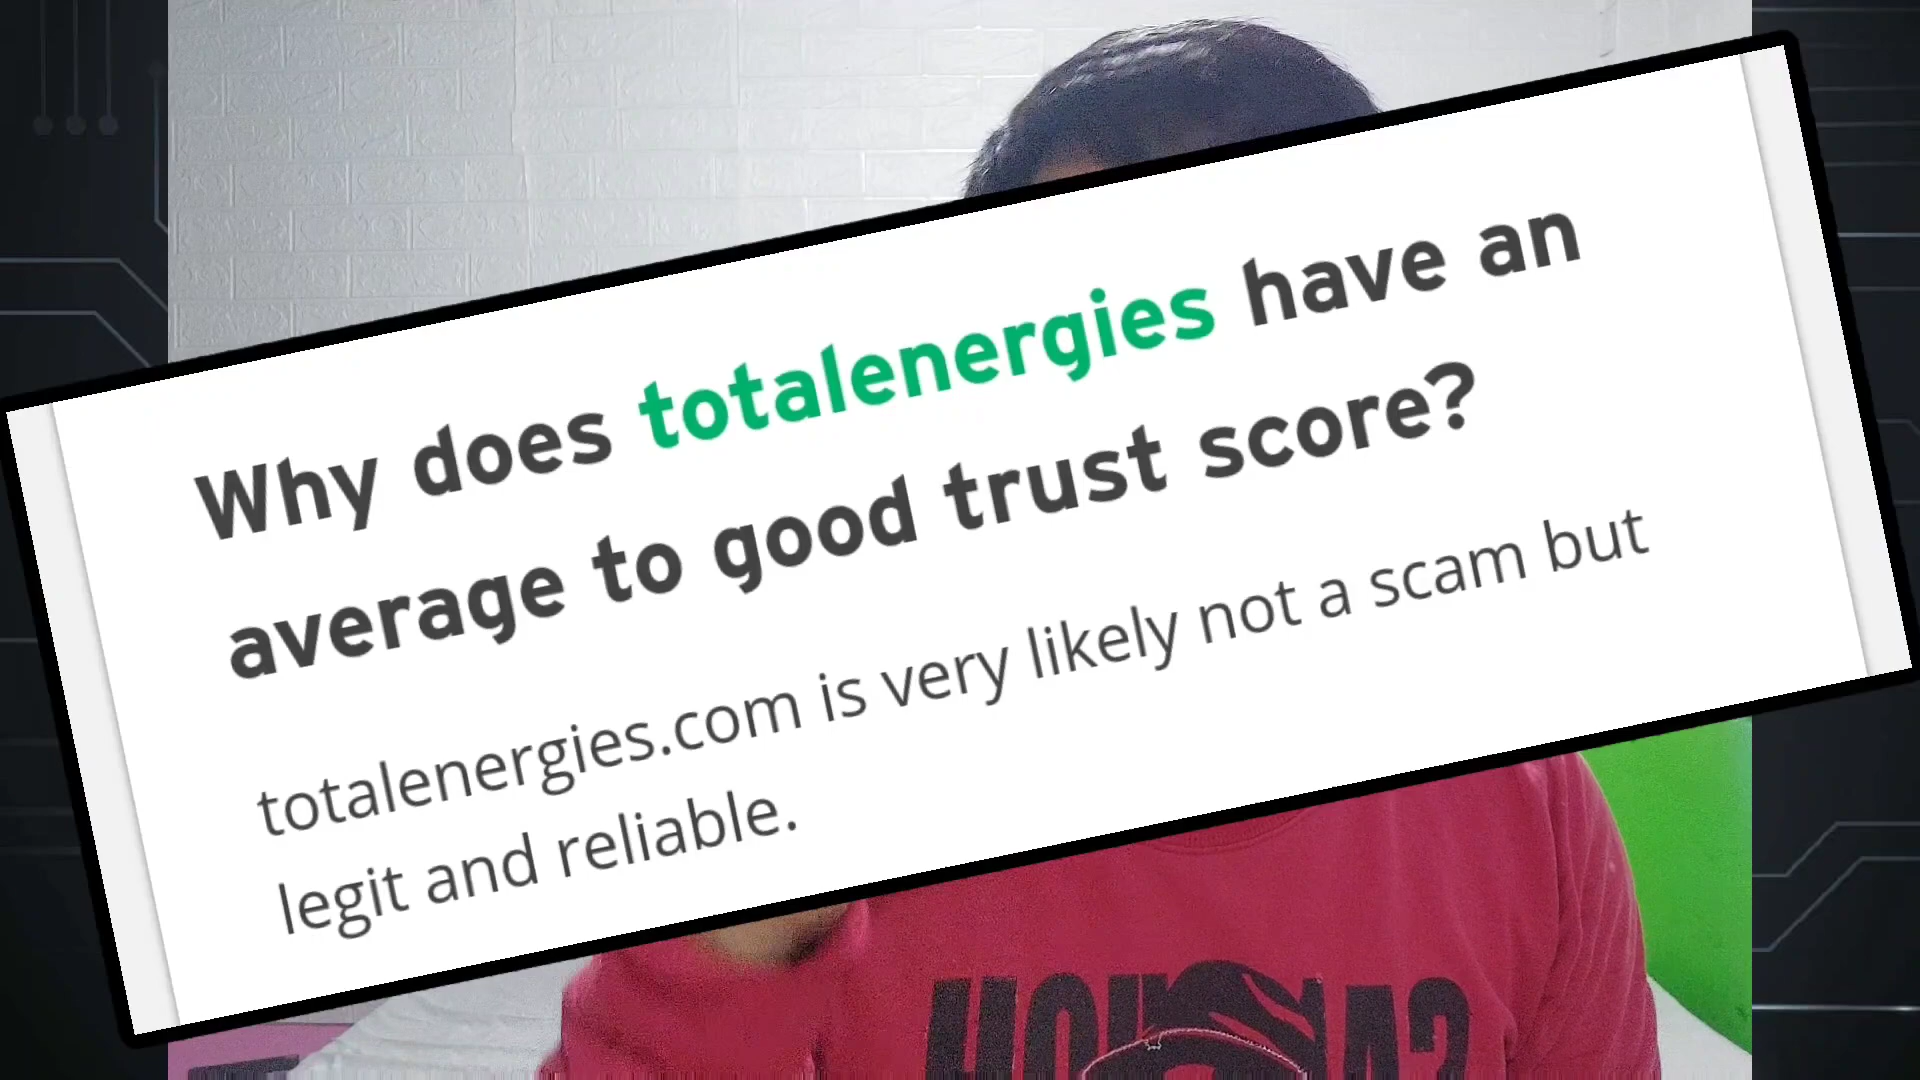 Why does totalenergies have an
average to good trust score?
totalenergies.com is very likely not a scam but
legit and reliable.